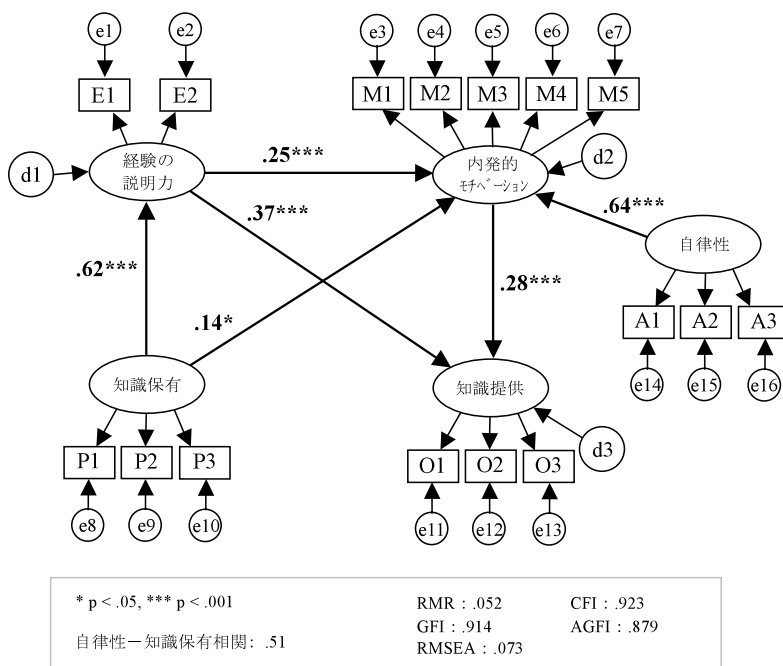 e1 e2 e3 e4 e5 e6 e7
E1 E2 M1 M2 M3 M4 M5
d1
経験の
説明力
.25***
内発的
ﾓﾁﾍﾞｰｼｮﾝ
d2
.37***
.64***
自律性
.62***
.14*
.28***
A1 A2 A3
e14 e15 e16
知識保有
知識提供
d3
P1 P2 P3
O1 O2 O3
e8 e9 e10
e11 e12 e13
* p < .05, *** p < .001
自律性－知識保有相関: .51
RMR：.052 CFI：.923
GFI：.914 AGFI：.879
RMSEA：.073